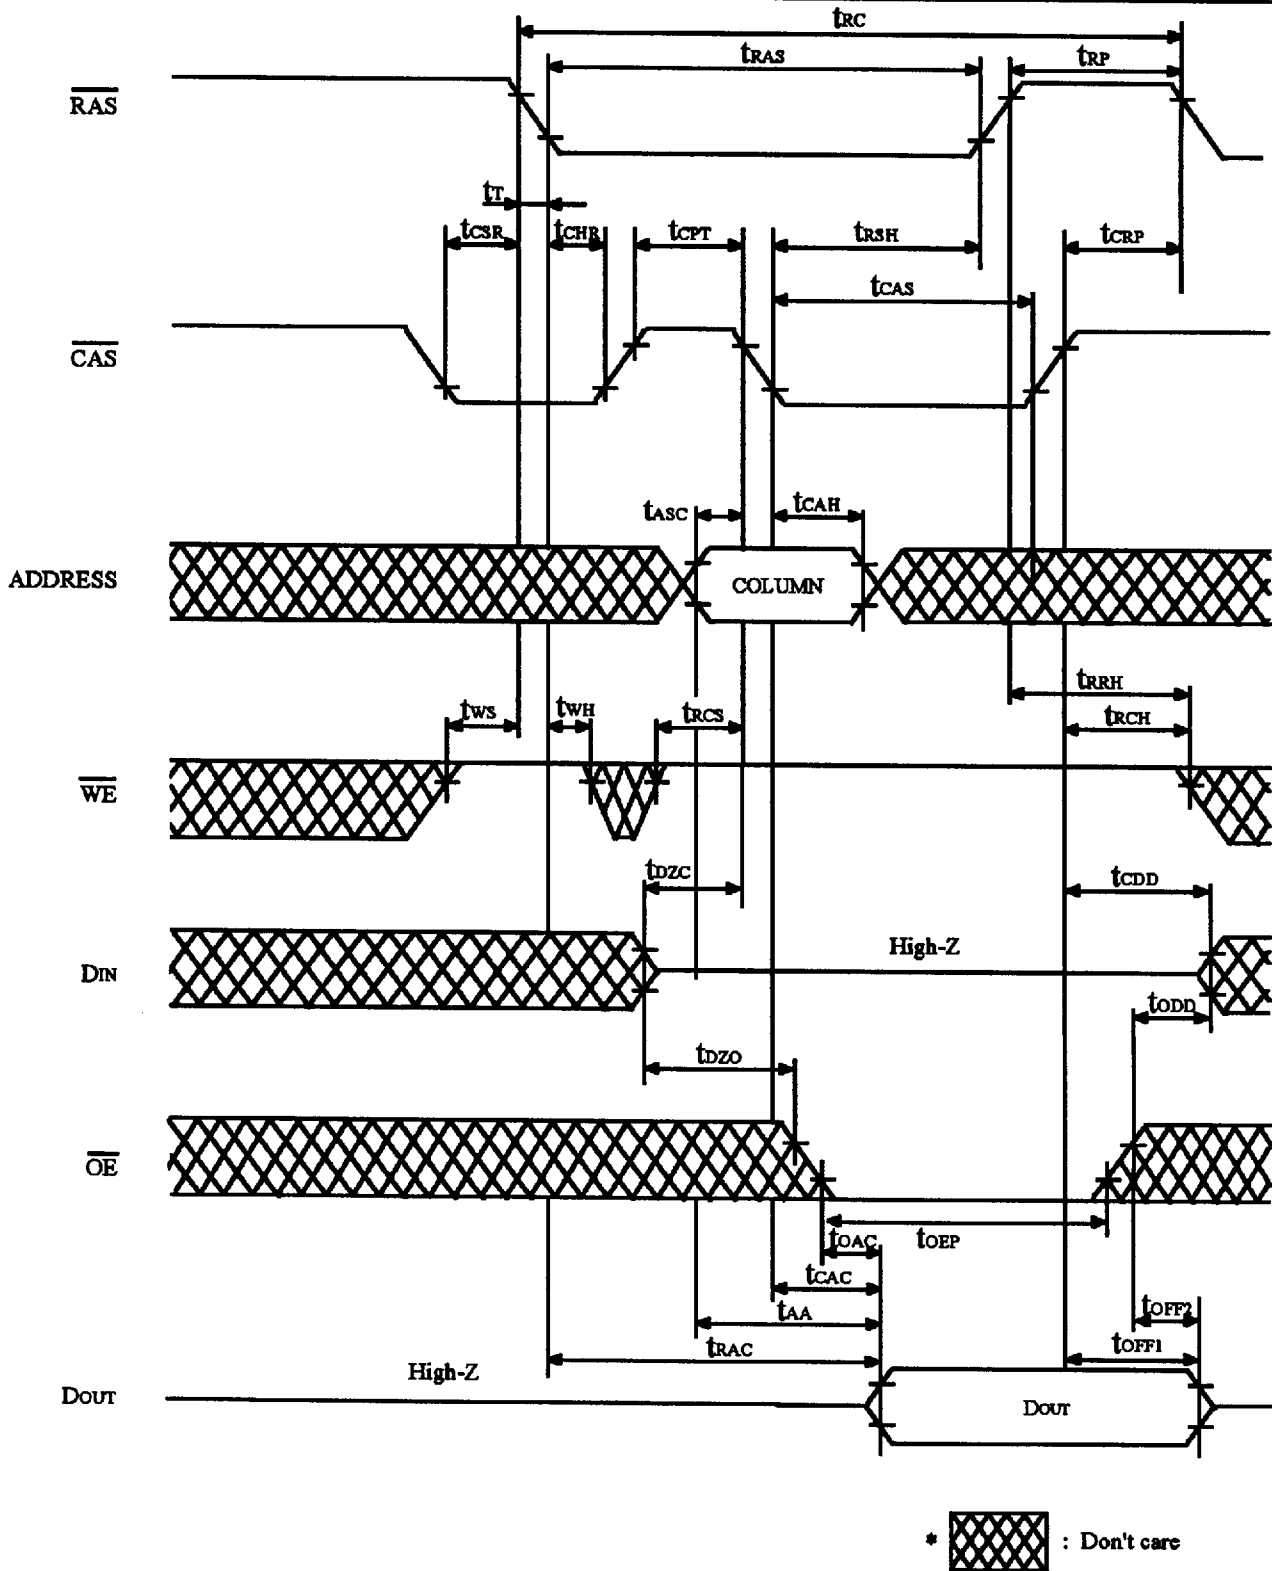 tRC
tRAS
tRP
RAS
tT
tCSR
tCHR
tCPT
tRSH
tCRP
tCAS
CAS
tASC
tCAH
ADDRESS
COLUMN
tRRH
tWS
tWH
tRCS
tRCH
WE
tDZC
tCDD
DIN
High-Z
tODD
tDZO
OE
tOAC
tOEP
tCAC
tAA
tOFF2
tRAC
tOFF1
High-Z
DOUT
DOUT
* : Don't care